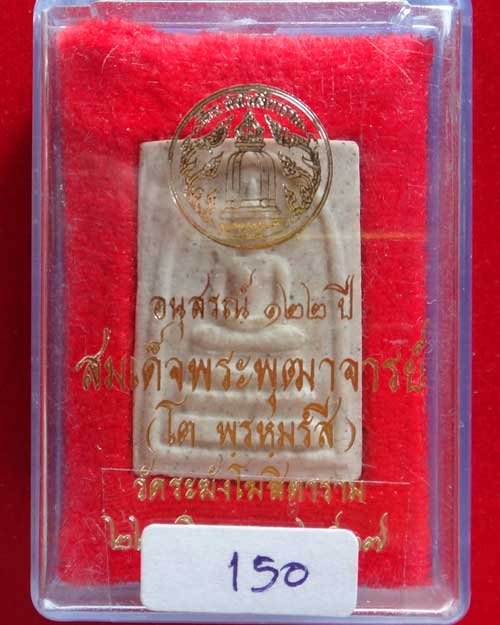 อนุสรณ์ ๑๒๒ ปี
สมเด็จพระพุฒาจารย์
(โต พฺรหฺมรํสี)
วัดระฆังโฆสิตาราม
150